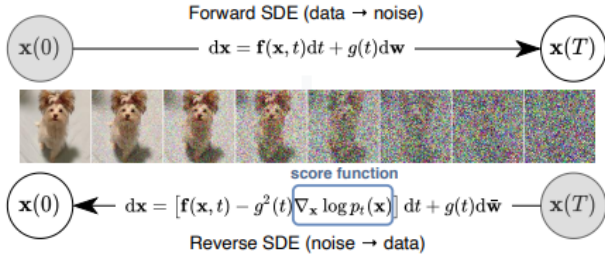 Forward SDE (data → noise)
x(0) dx = f(x, t)dt + g(t)dw x(T)
score function
x(0) dx = [f(x, t) − g²(t)∇ₓ log pₜ(x)] dt + g(t)dw̄ x(T)
Reverse SDE (noise → data)